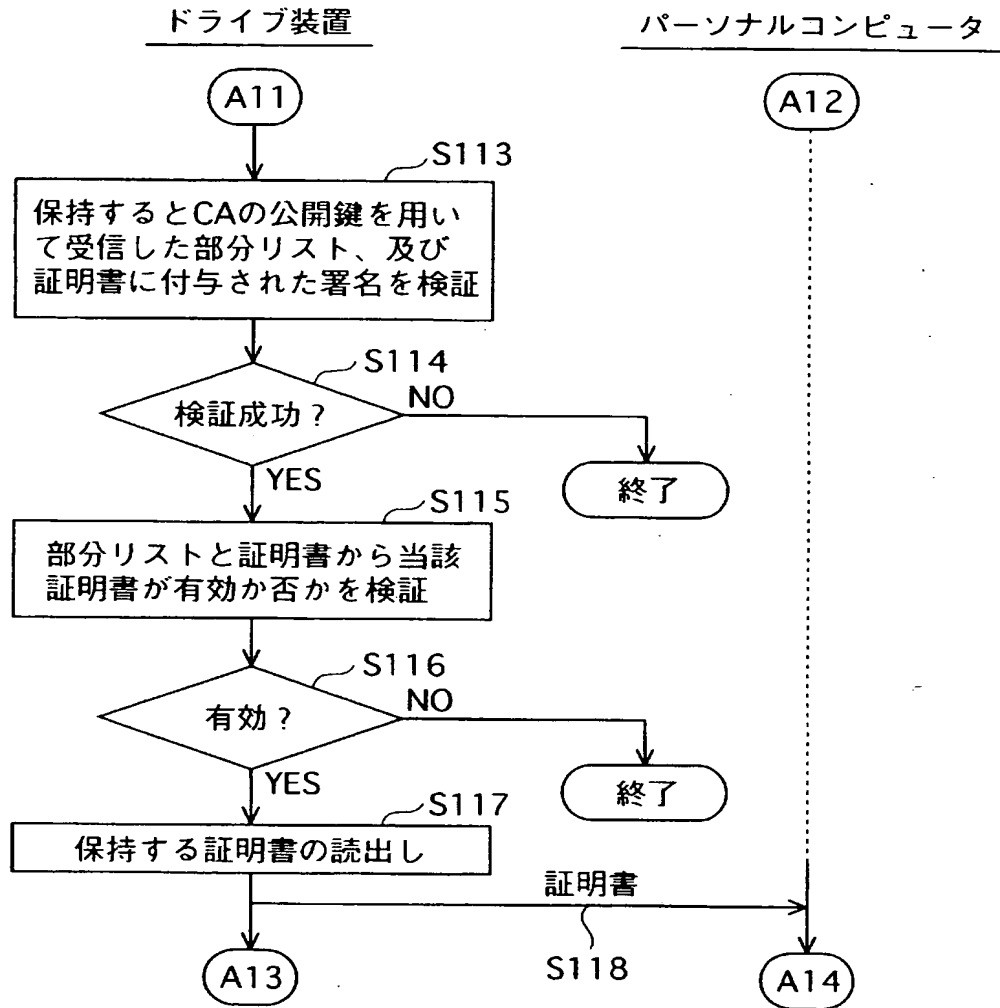 ドライブ装置
パーソナルコンピュータ
A11
A12
S113
保持するとCAの公開鍵を用い
て受信した部分リスト、及び
証明書に付与された署名を検証
S114
検証成功？
NO
終了
YES
S115
部分リストと証明書から当該
証明書が有効か否かを検証
S116
有効？
NO
終了
YES
S117
保持する証明書の読出し
証明書
S118
A13
A14